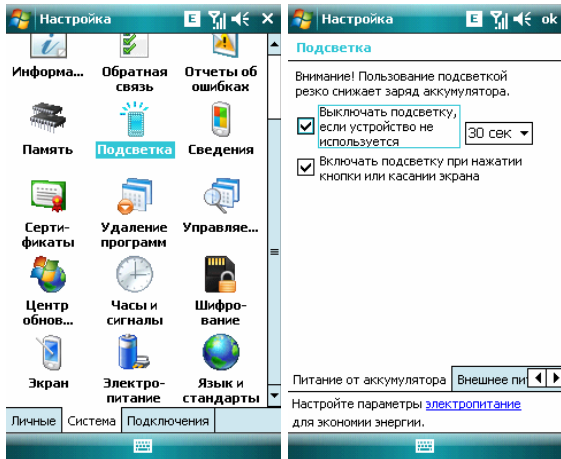 Настройка
E
Информа...
Обратная связь
Отчеты об ошибках
Память
Подсветка
Сведения
Серти-
фикаты
Удаление
программ
Управляе...
Центр
обнов...
Часы и
сигналы
Шифро-
вание
Экран
Электро-
питание
Язык и
стандарты
Личные Система Подключения
Настройка
E
ok
Подсветка
Внимание! Пользование подсветкой
резко снижает заряд аккумулятора.
Выключать подсветку,
если устройство не
используется
30 сек
Включать подсветку при нажатии
кнопки или касании экрана
Питание от аккумулятора Внешнее пи
Настройте параметры электропитание
для экономии энергии.